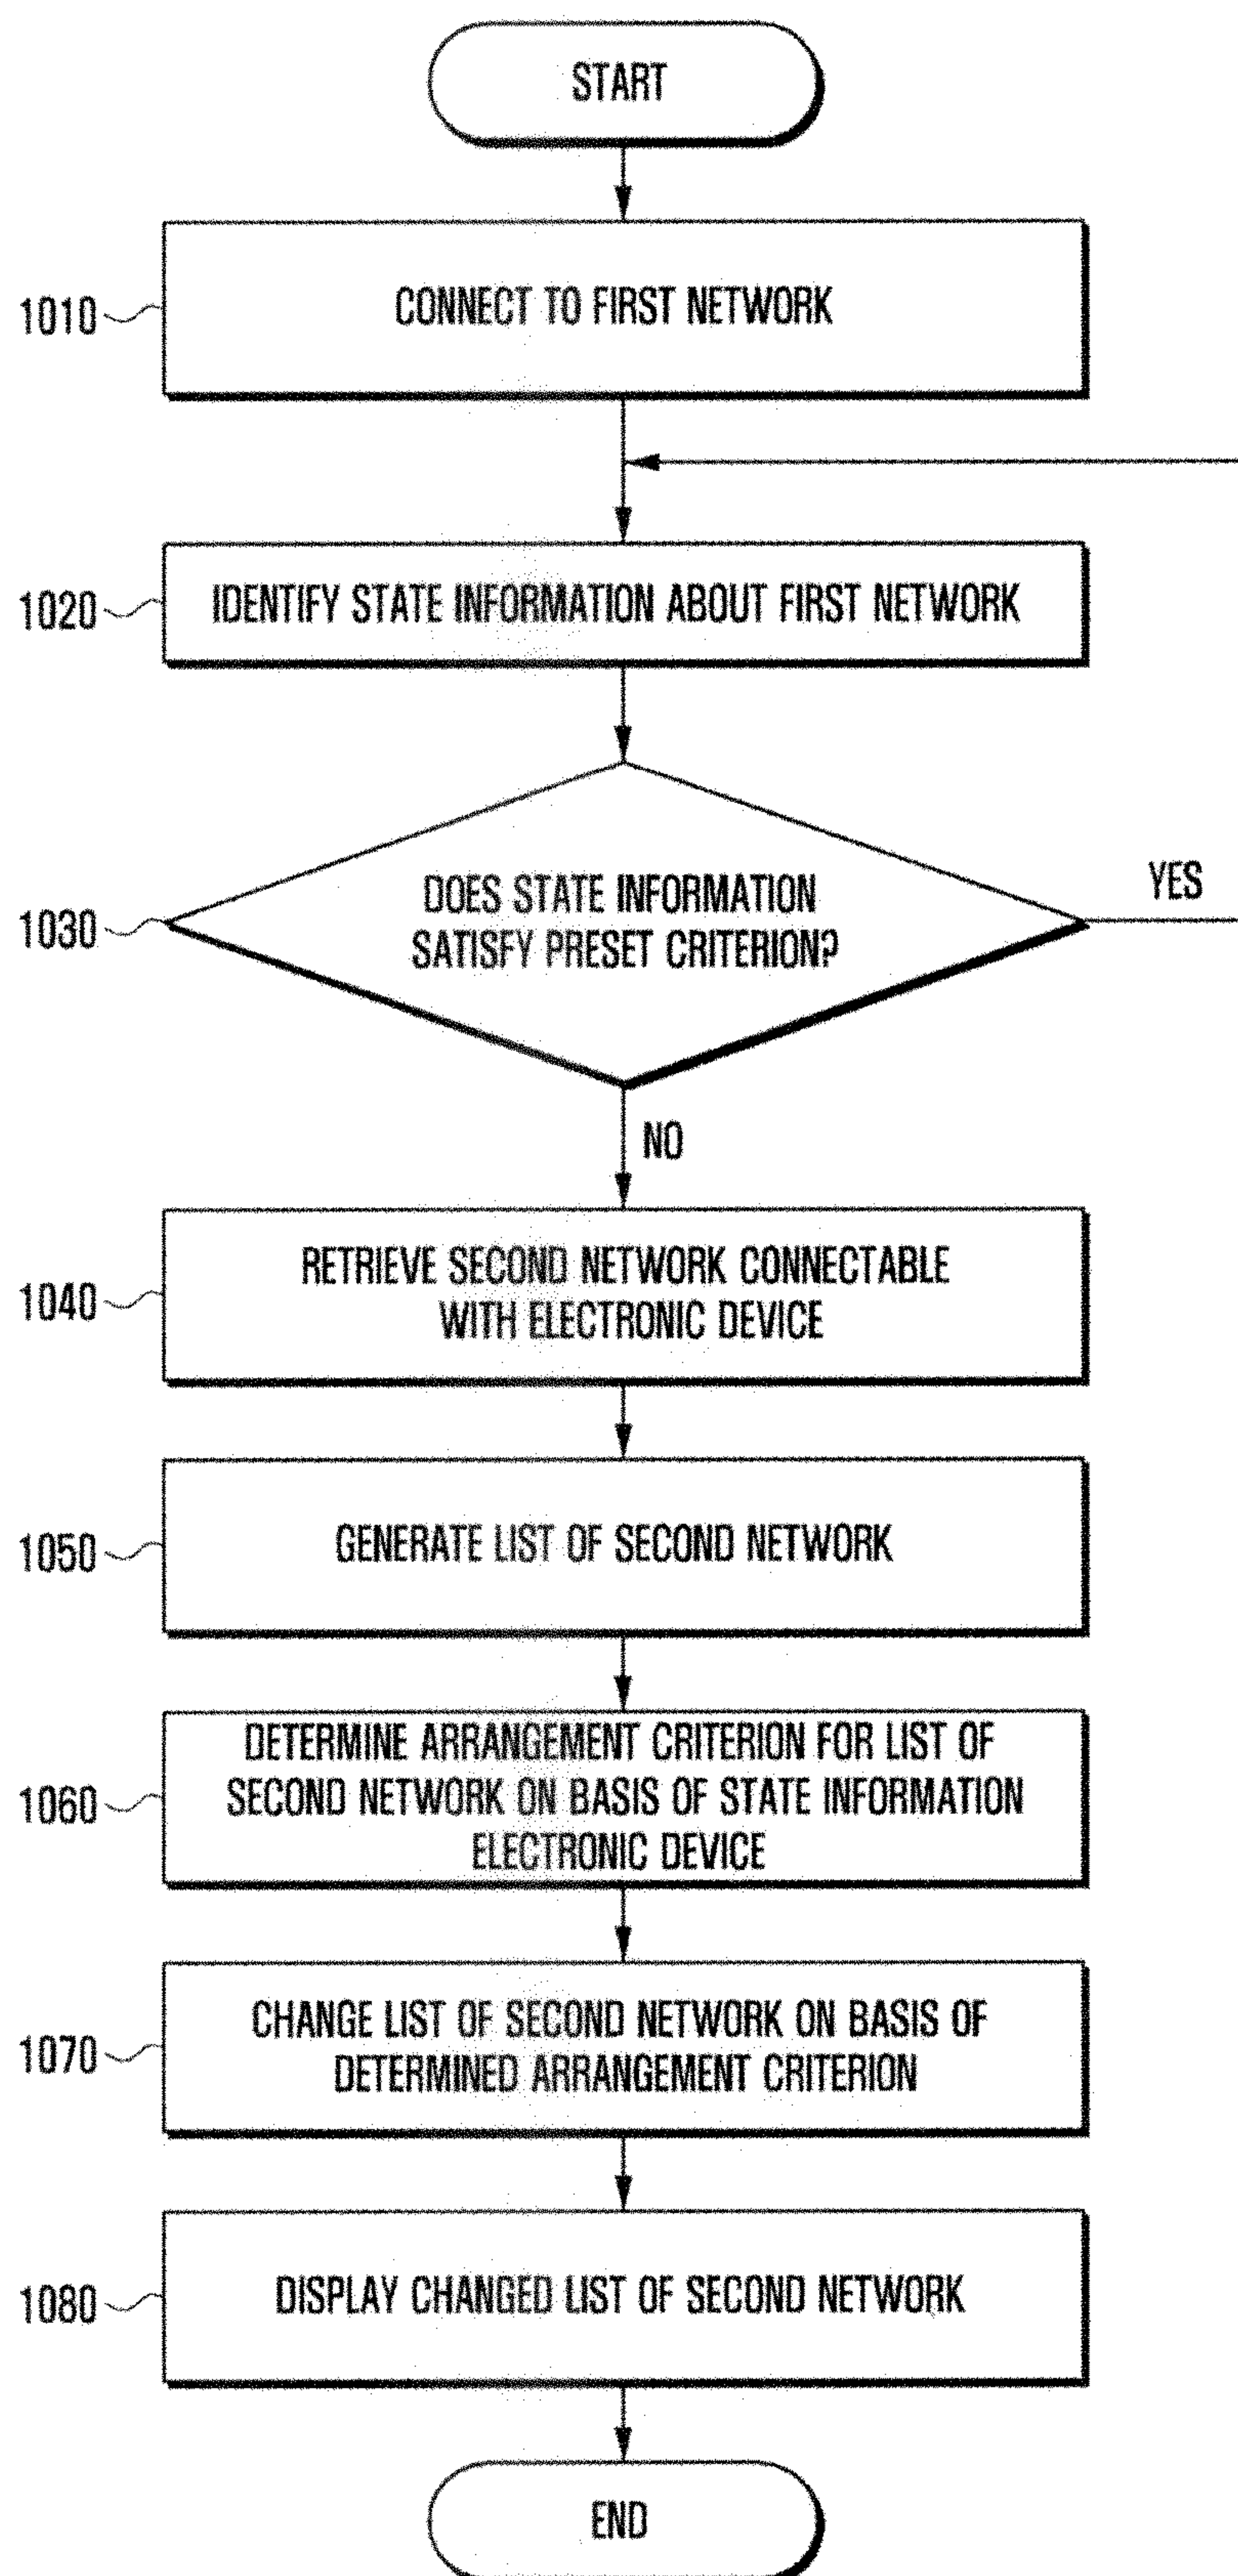 START
1010
CONNECT TO FIRST NETWORK
1020
IDENTIFY STATE INFORMATION ABOUT FIRST NETWORK
1030
DOES STATE INFORMATION
SATISFY PRESET CRITERION?
YES
NO
1040
RETRIEVE SECOND NETWORK CONNECTABLE
WITH ELECTRONIC DEVICE
1050
GENERATE LIST OF SECOND NETWORK
1060
DETERMINE ARRANGEMENT CRITERION FOR LIST OF
SECOND NETWORK ON BASIS OF STATE INFORMATION
ELECTRONIC DEVICE
1070
CHANGE LIST OF SECOND NETWORK ON BASIS OF
DETERMINED ARRANGEMENT CRITERION
1080
DISPLAY CHANGED LIST OF SECOND NETWORK
END